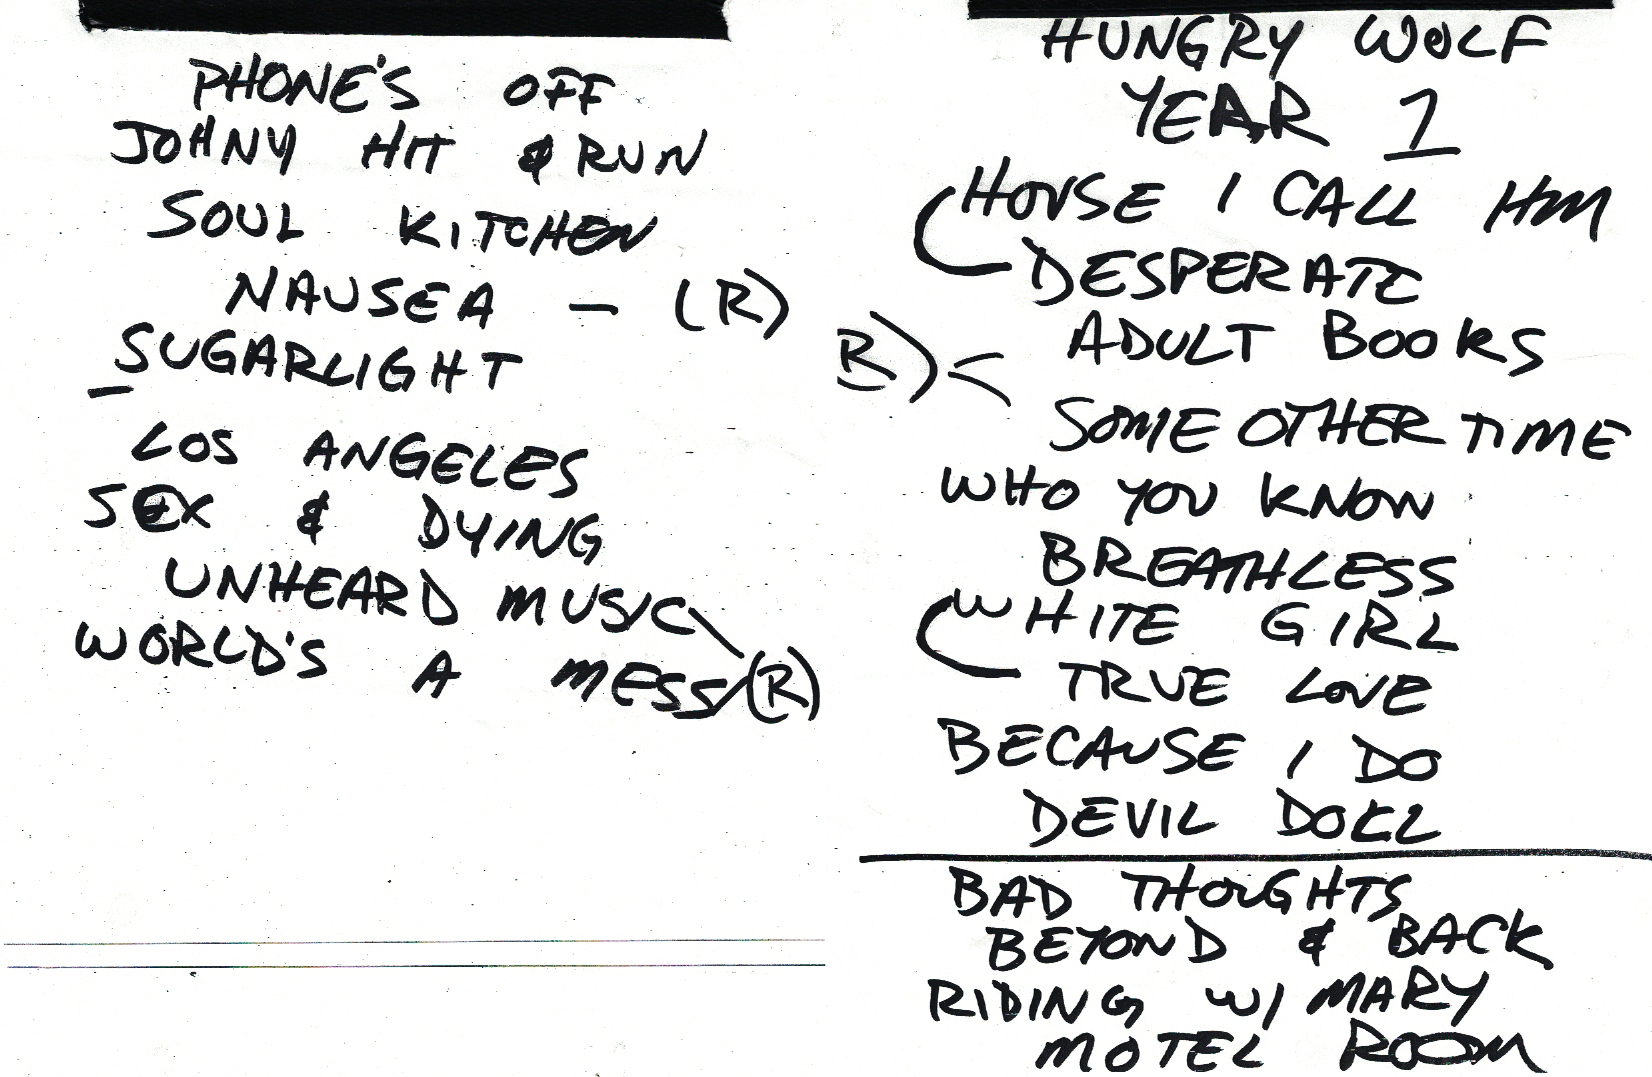 PHONE'S OFF
JOHNY HIT & RUN
SOUL KITCHEN
NAUSEA — (R)
SUGARLIGHT
LOS ANGELES
SEX & DYING
UNHEARD MUSIC
WORLD'S A MESS (R)
HUNGRY WOLF
YEAR 1
HOUSE I CALL HM
DESPERATE
R) ADULT BOOKS
SOME OTHER TIME
WHO YOU KNOW
BREATHLESS
WHITE GIRL
TRUE LOVE
BECAUSE I DO
DEVIL DOLL
BAD THOUGHTS
BEYOND & BACK
RIDING W/ MARY
MOTEL ROOM